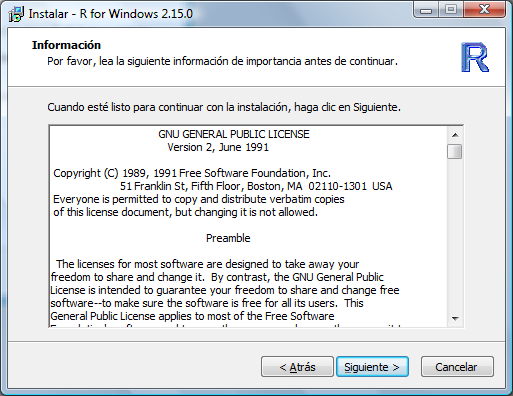 Instalar - R for Windows 2.15.0
Información
Por favor, lea la siguiente información de importancia antes de continuar.
R
Cuando esté listo para continuar con la instalación, haga clic en Siguiente.
GNU GENERAL PUBLIC LICENSE
Version 2, June 1991
Copyright (C) 1989, 1991 Free Software Foundation, Inc.
51 Franklin St, Fifth Floor, Boston, MA  02110-1301  USA
Everyone is permitted to copy and distribute verbatim copies
of this license document, but changing it is not allowed.
Preamble
The licenses for most software are designed to take away your
freedom to share and change it.  By contrast, the GNU General Public
License is intended to guarantee your freedom to share and change free
software--to make sure the software is free for all its users.  This
General Public License applies to most of the Free Software
< Atrás
Siguiente >
Cancelar